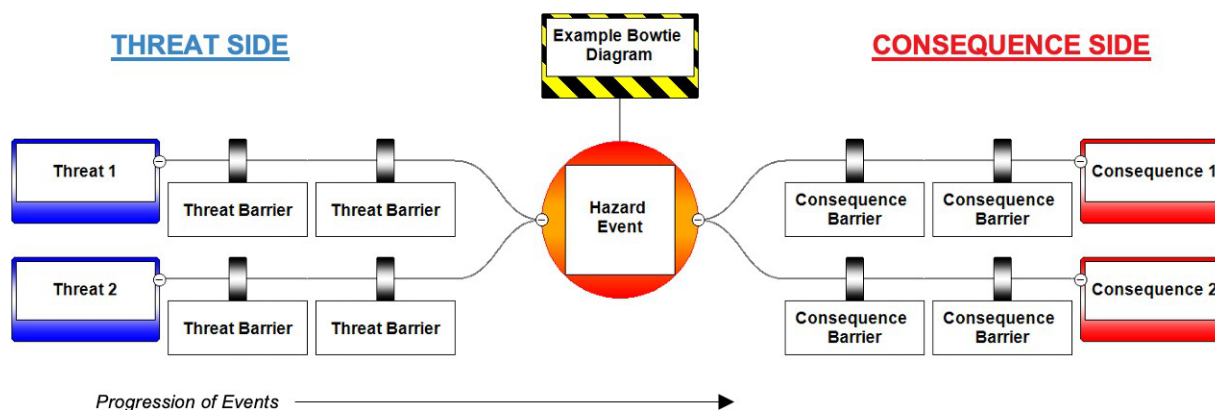 THREAT SIDE
Example Bowtie
Diagram
CONSEQUENCE SIDE
Threat 1
Threat Barrier
Threat Barrier
Hazard
Event
Consequence
Barrier
Consequence
Barrier
Consequence 1
Threat 2
Threat Barrier
Threat Barrier
Consequence
Barrier
Consequence
Barrier
Consequence 2
Progression of Events